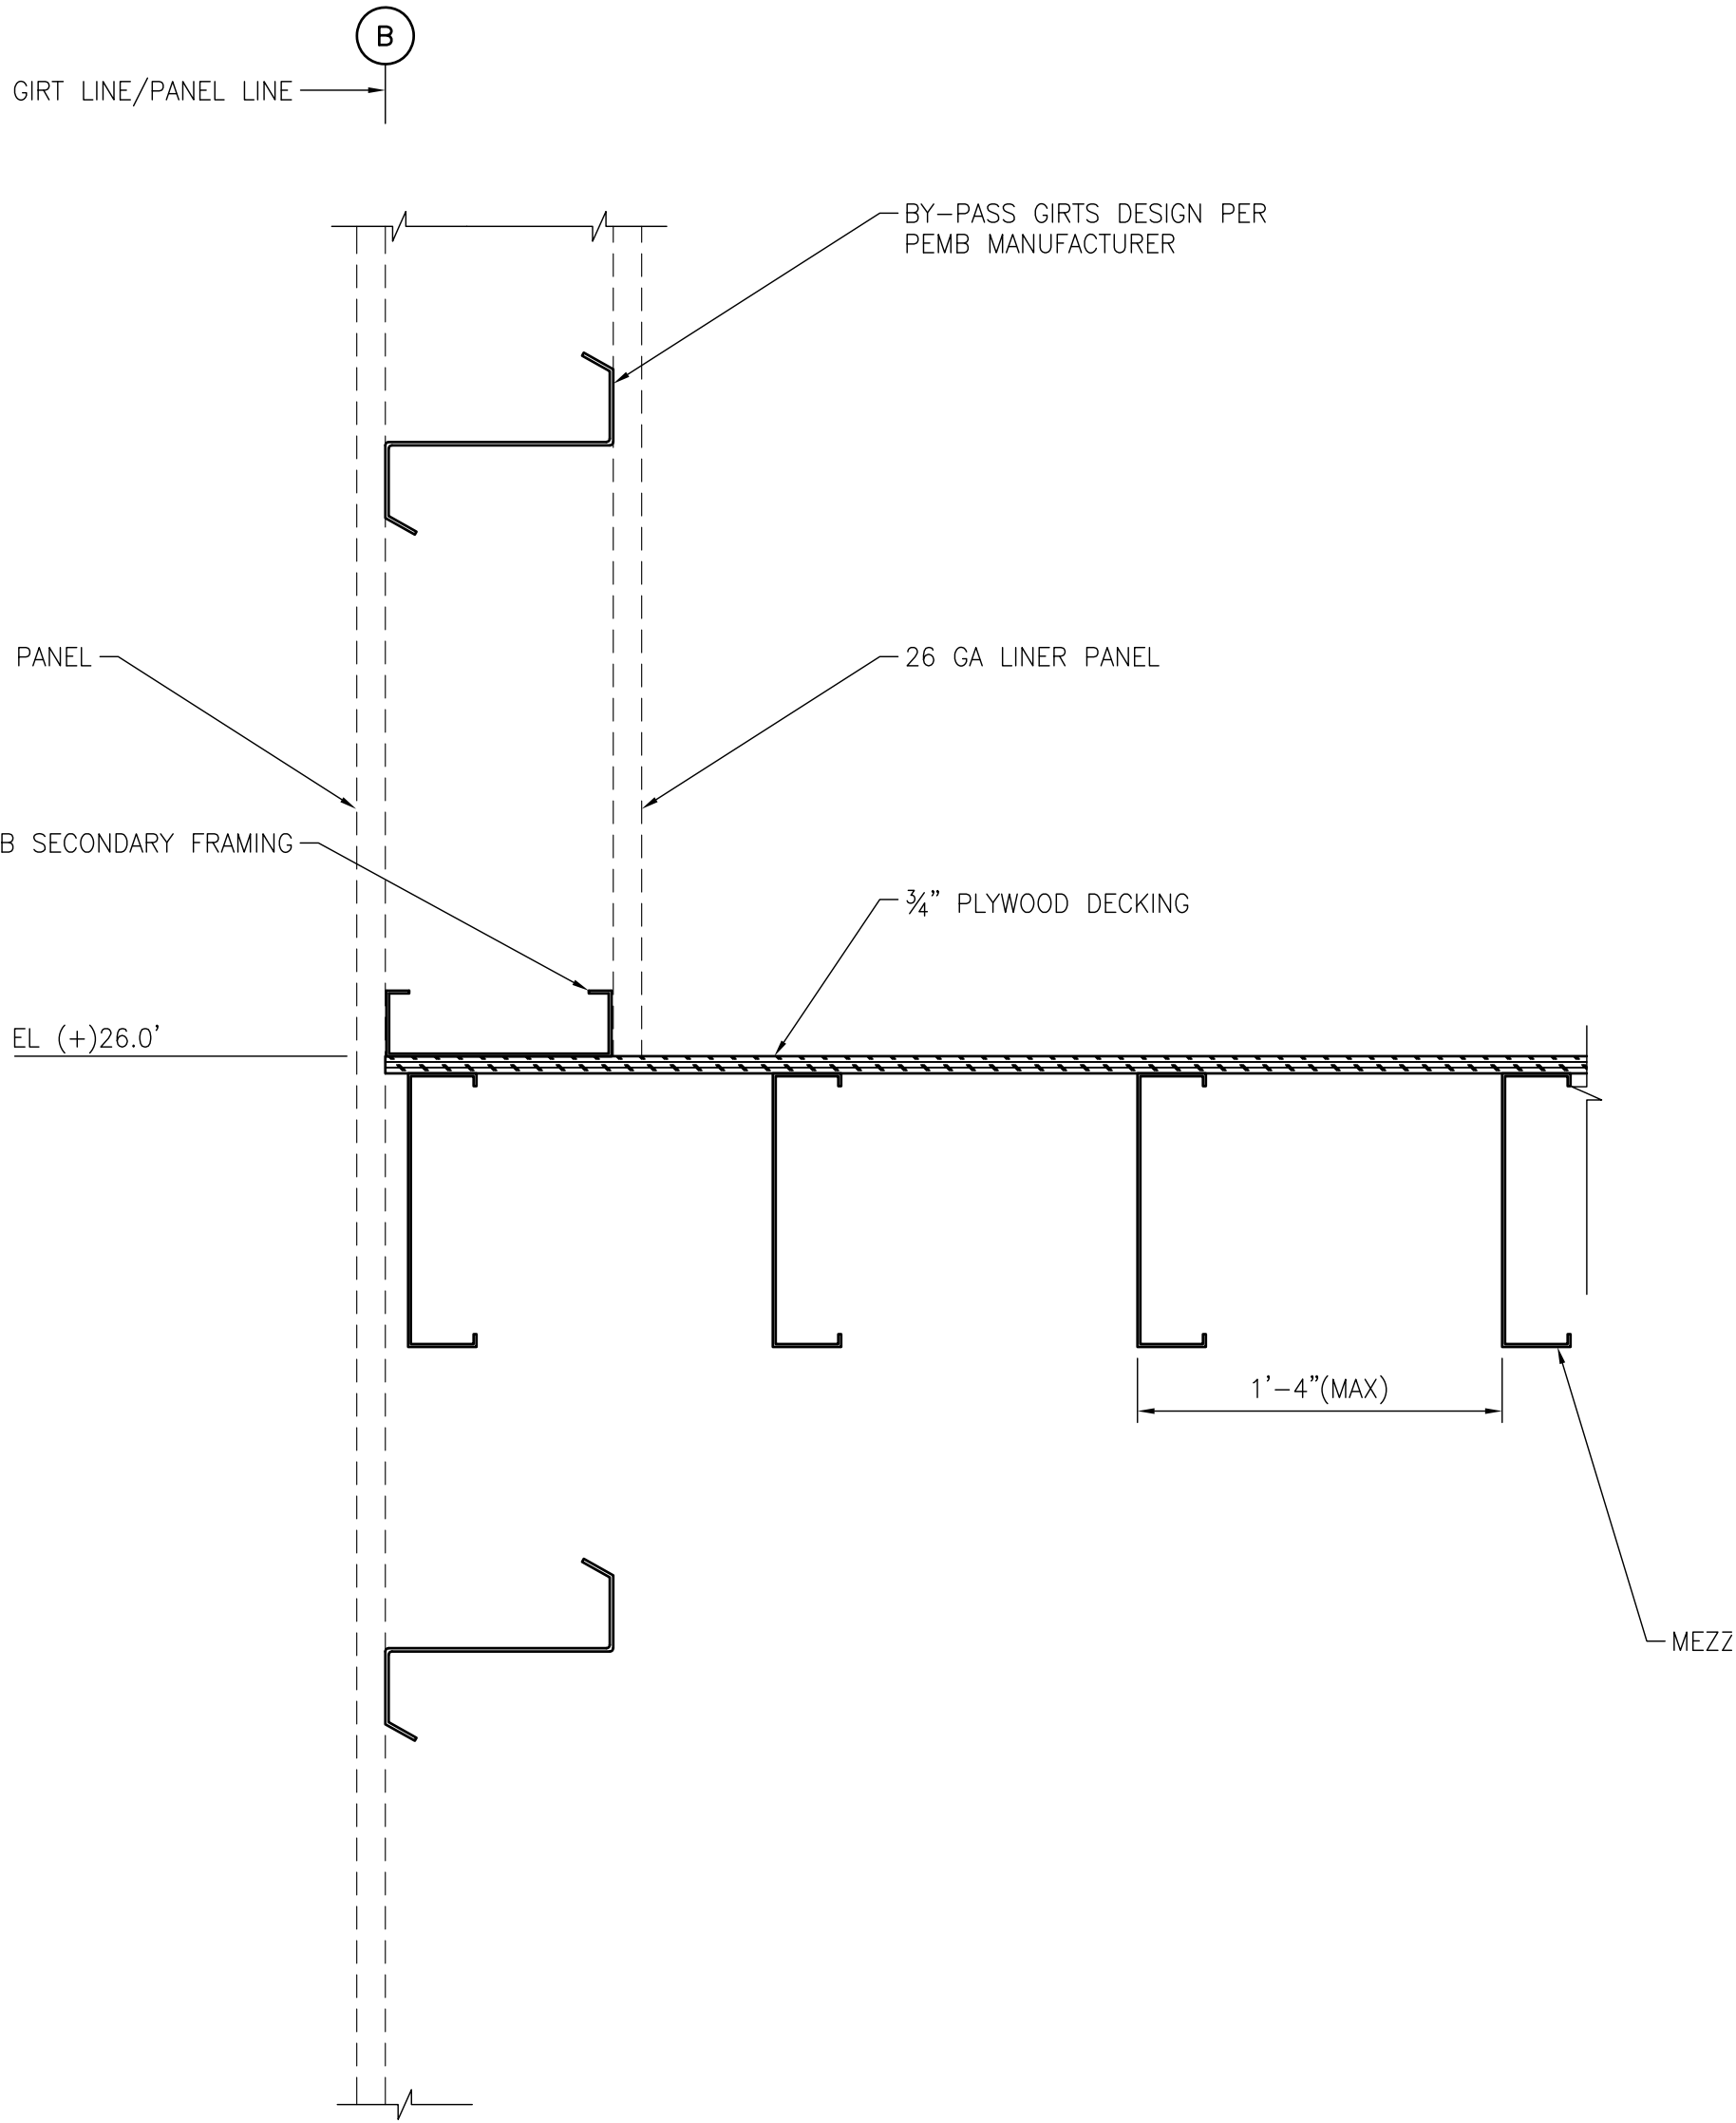 B
GIRT LINE/PANEL LINE
BY-PASS GIRTS DESIGN PER
PEMB MANUFACTURER
PANEL
26 GA LINER PANEL
B SECONDARY FRAMING
¾" PLYWOOD DECKING
EL (+)26.0'
1'-4"(MAX)
MEZZ